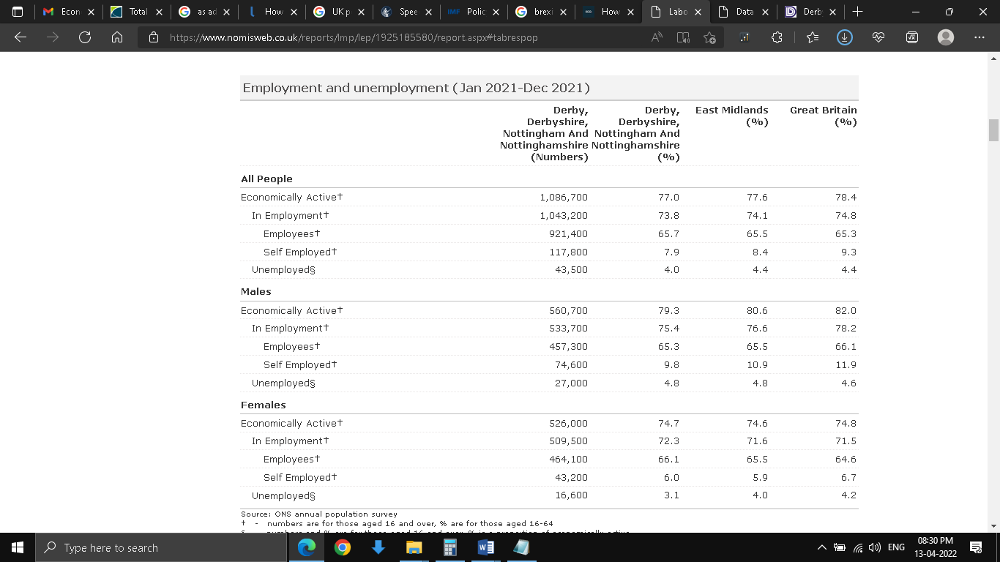 Econ
Total
as ad
How
UK p
Spee
IMF Polic
brexi
ECO How
Labo
Data
Derb
https://www.nomisweb.co.uk/reports/lmp/lep/1925185580/report.aspx#tabrespop
Employment and unemployment (Jan 2021-Dec 2021)
Derby, Derby, East Midlands Great Britain
Derbyshire, Derbyshire, (%) (%)
Nottingham And Nottingham And
Nottinghamshire Nottinghamshire
(Numbers) (%)
All People
Economically Active† 1,086,700 77.0 77.6 78.4
In Employment† 1,043,200 73.8 74.1 74.8
Employees† 921,400 65.7 65.5 65.3
Self Employed† 117,800 7.9 8.4 9.3
Unemployed§ 43,500 4.0 4.4 4.4
Males
Economically Active† 560,700 79.3 80.6 82.0
In Employment† 533,700 75.4 76.6 78.2
Employees† 457,300 65.3 65.5 66.1
Self Employed† 74,600 9.8 10.9 11.9
Unemployed§ 27,000 4.8 4.8 4.6
Females
Economically Active† 526,000 74.7 74.6 74.8
In Employment† 509,500 72.3 71.6 71.5
Employees† 464,100 66.1 65.5 64.6
Self Employed† 43,200 6.0 5.9 6.7
Unemployed§ 16,600 3.1 4.0 4.2
Source: ONS annual population survey
† - numbers are for those aged 16 and over, % are for those aged 16-64
Type here to search
ENG
08:30 PM
13-04-2022